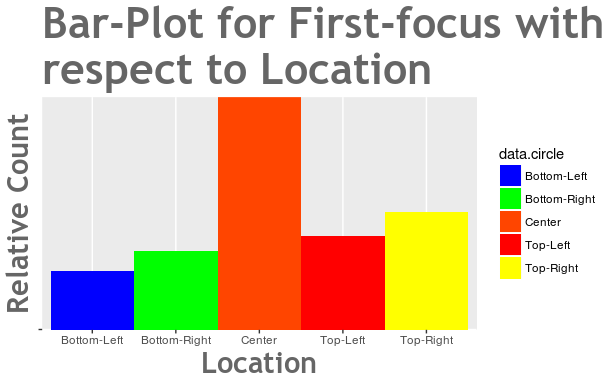 Bar-Plot for First-focus with
respect to Location
Relative Count
data.circle
Bottom-Left
Bottom-Right
Center
Top-Left
Top-Right
Bottom-Left Bottom-Right Center Top-Left Top-Right
Location